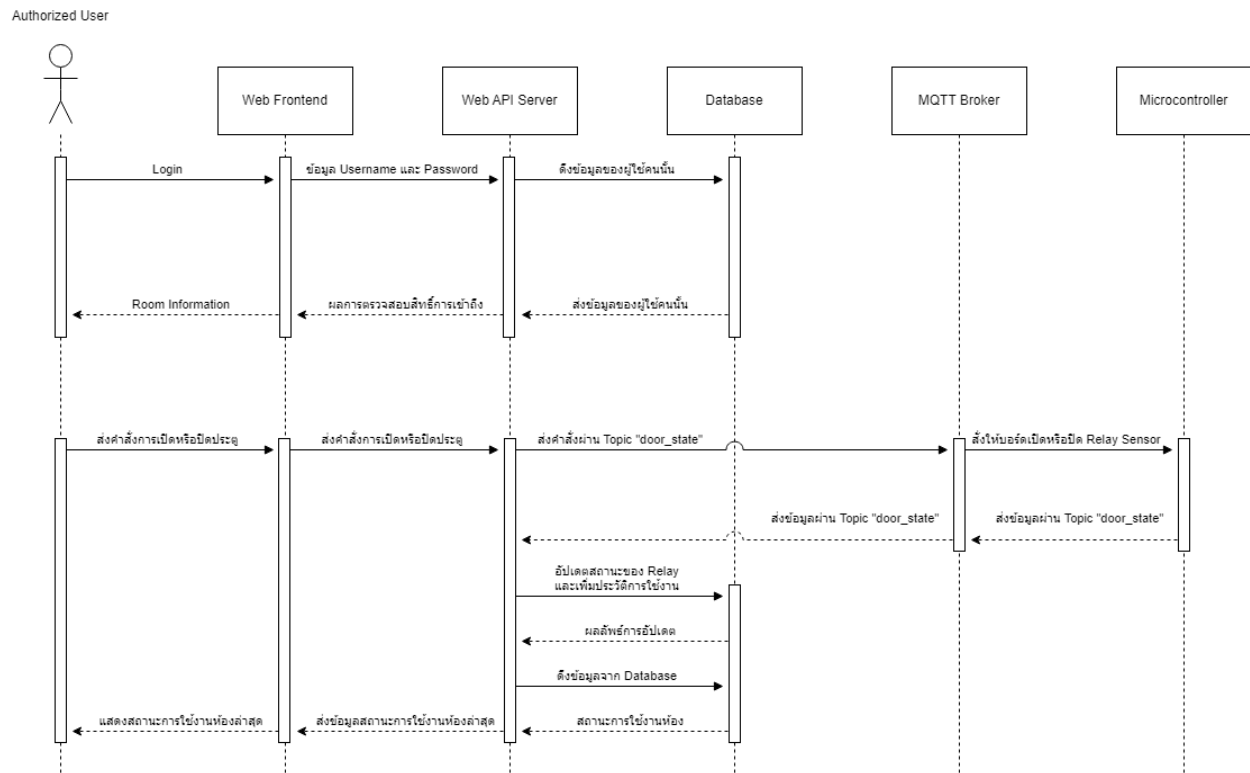 Authorized User
Web Frontend
Web API Server
Database
MQTT Broker
Microcontroller
Login
ข้อมูล Username และ Password
ดึงข้อมูลของผู้ใช้คนนั้น
Room Information
ผลการตรวจสอบสิทธิ์การเข้าถึง
ส่งข้อมูลของผู้ใช้คนนั้น
ส่งคำสั่งการเปิดหรือปิดประตู
ส่งคำสั่งการเปิดหรือปิดประตู
ส่งคำสั่งผ่าน Topic "door_state"
สั่งให้บอร์ดเปิดหรือปิด Relay Sensor
ส่งข้อมูลผ่าน Topic "door_state"
ส่งข้อมูลผ่าน Topic "door_state"
อัปเดตสถานะของ Relay
และเพิ่มประวัติการใช้งาน
ผลลัพธ์การอัปเดต
ดึงข้อมูลจาก Database
แสดงสถานะการใช้งานห้องล่าสุด
ส่งข้อมูลสถานะการใช้งานห้องล่าสุด
สถานะการใช้งานห้อง